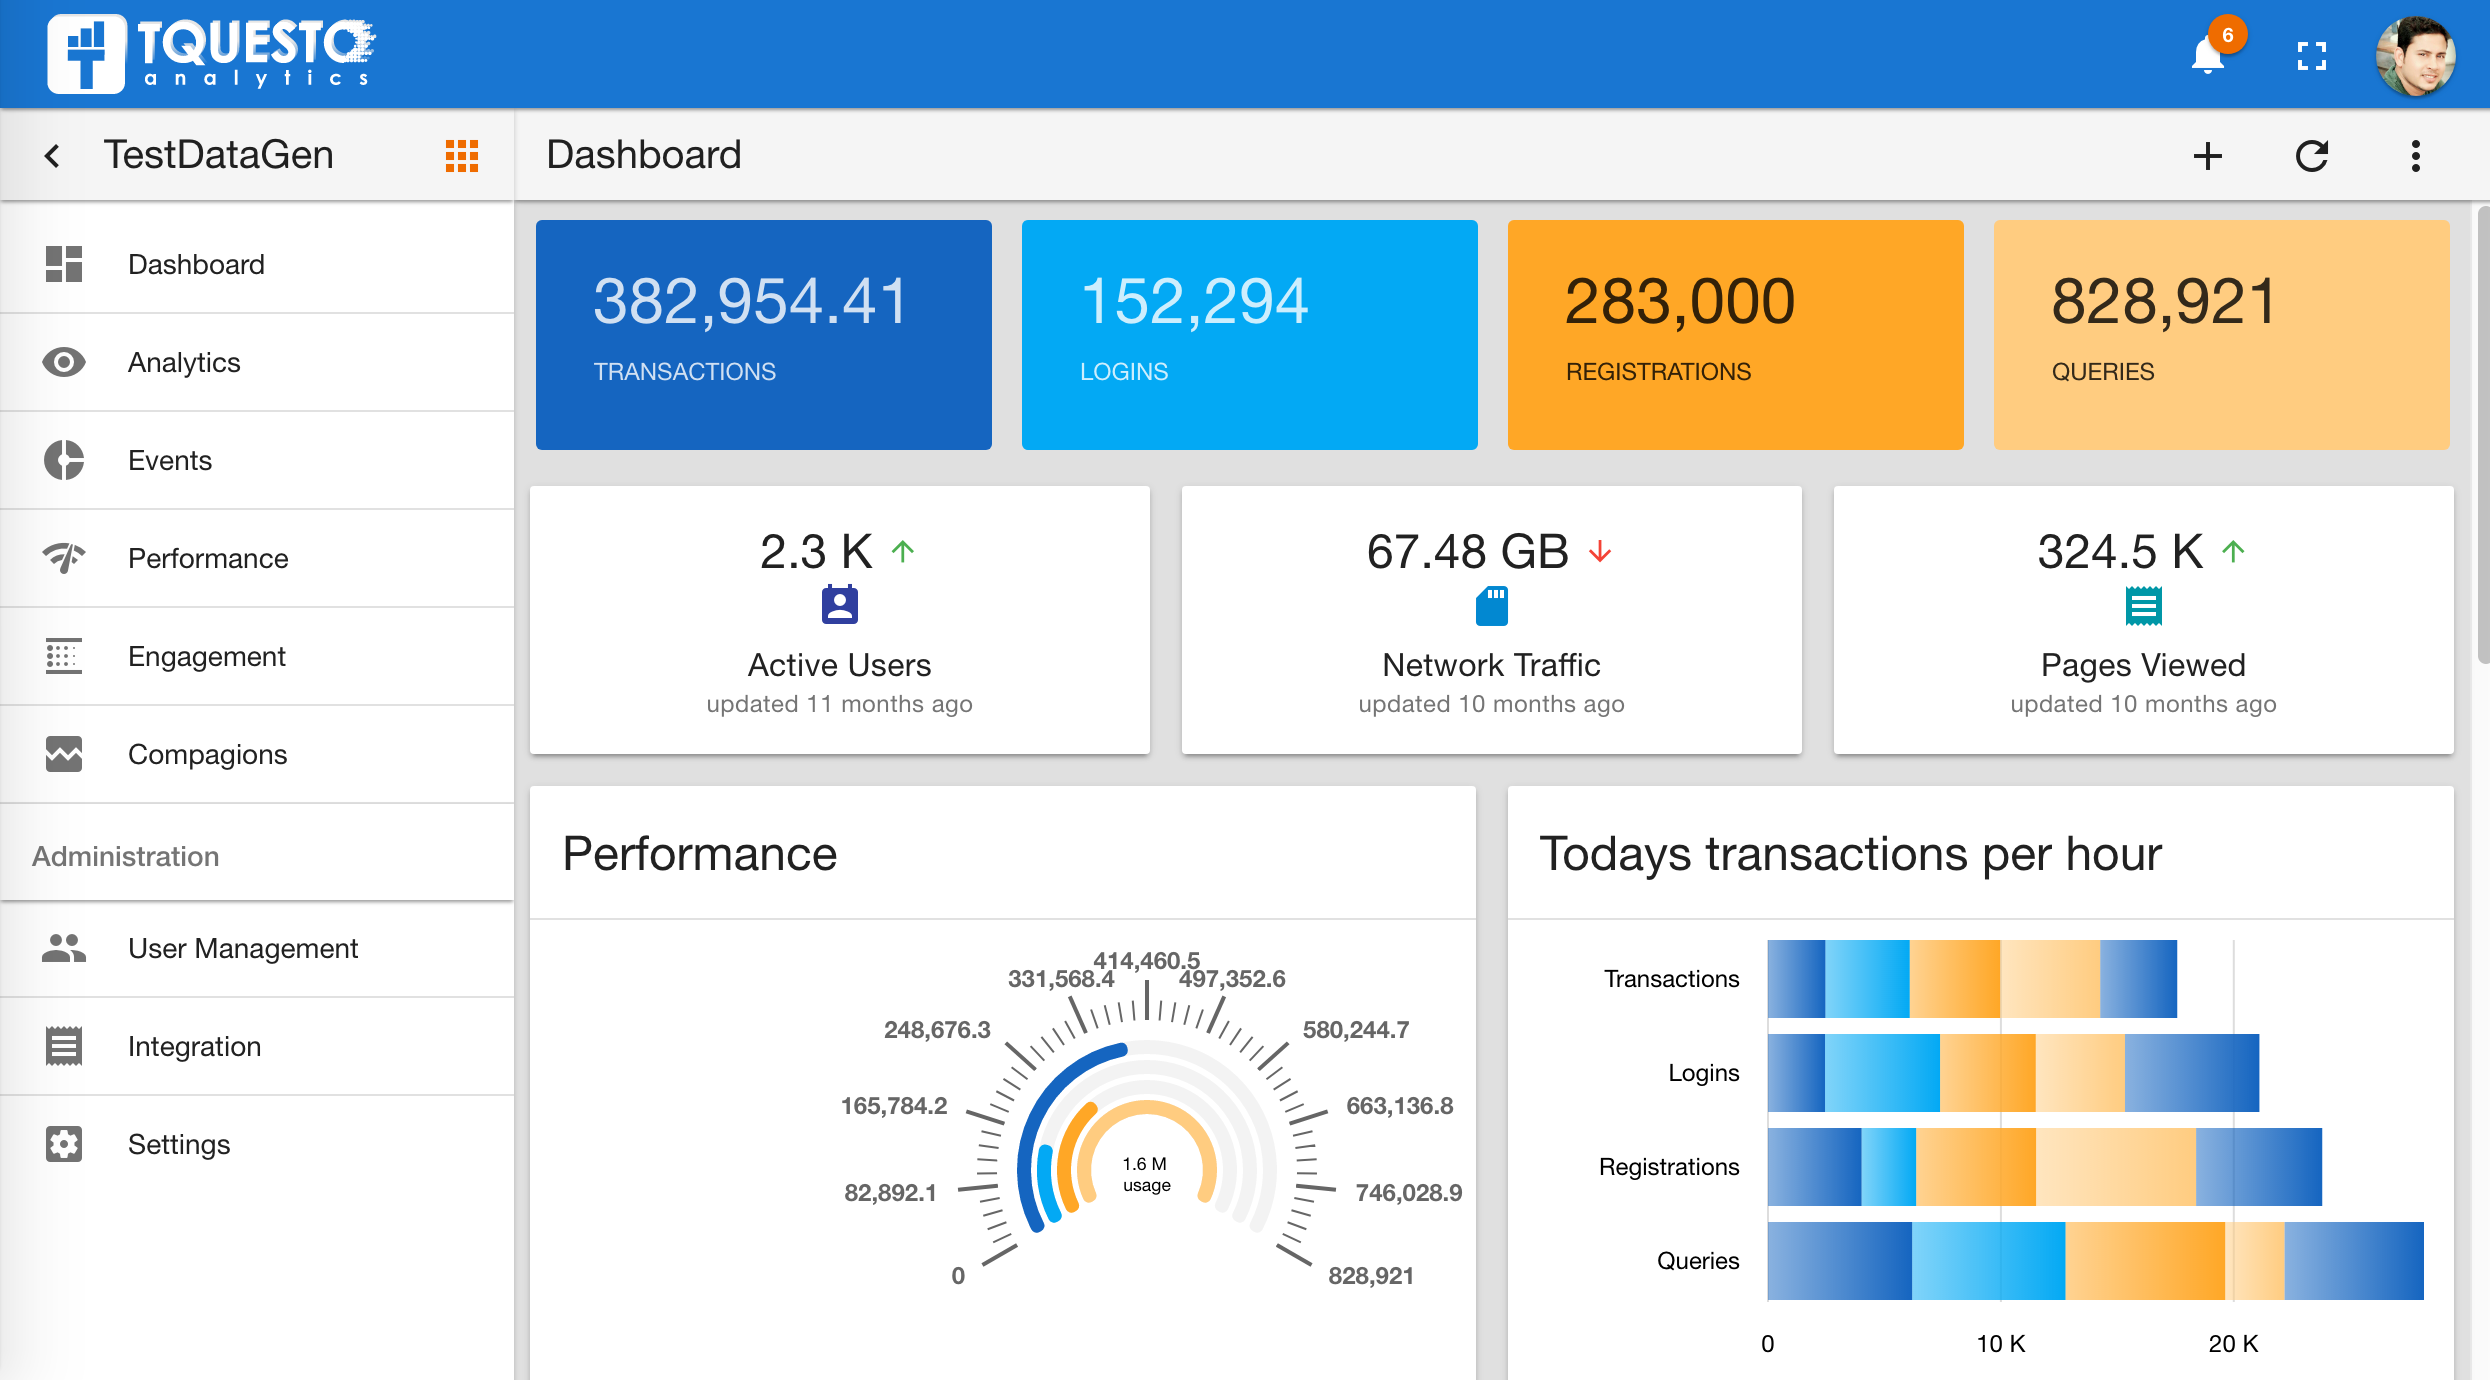 TQUESTO
analytics
6
TestDataGen
Dashboard
Dashboard
Analytics
Events
Performance
Engagement
Compagions
Administration
User Management
Integration
Settings
382,954.41
TRANSACTIONS
152,294
LOGINS
283,000
REGISTRATIONS
828,921
QUERIES
2.3 K
Active Users
updated 11 months ago
67.48 GB
Network Traffic
updated 10 months ago
324.5 K
Pages Viewed
updated 10 months ago
Performance
0
82,892.1
165,784.2
248,676.3
331,568.4
414,460.5
497,352.6
580,244.7
663,136.8
746,028.9
828,921
1.6 M
usage
Todays transactions per hour
Transactions
Logins
Registrations
Queries
0
10 K
20 K